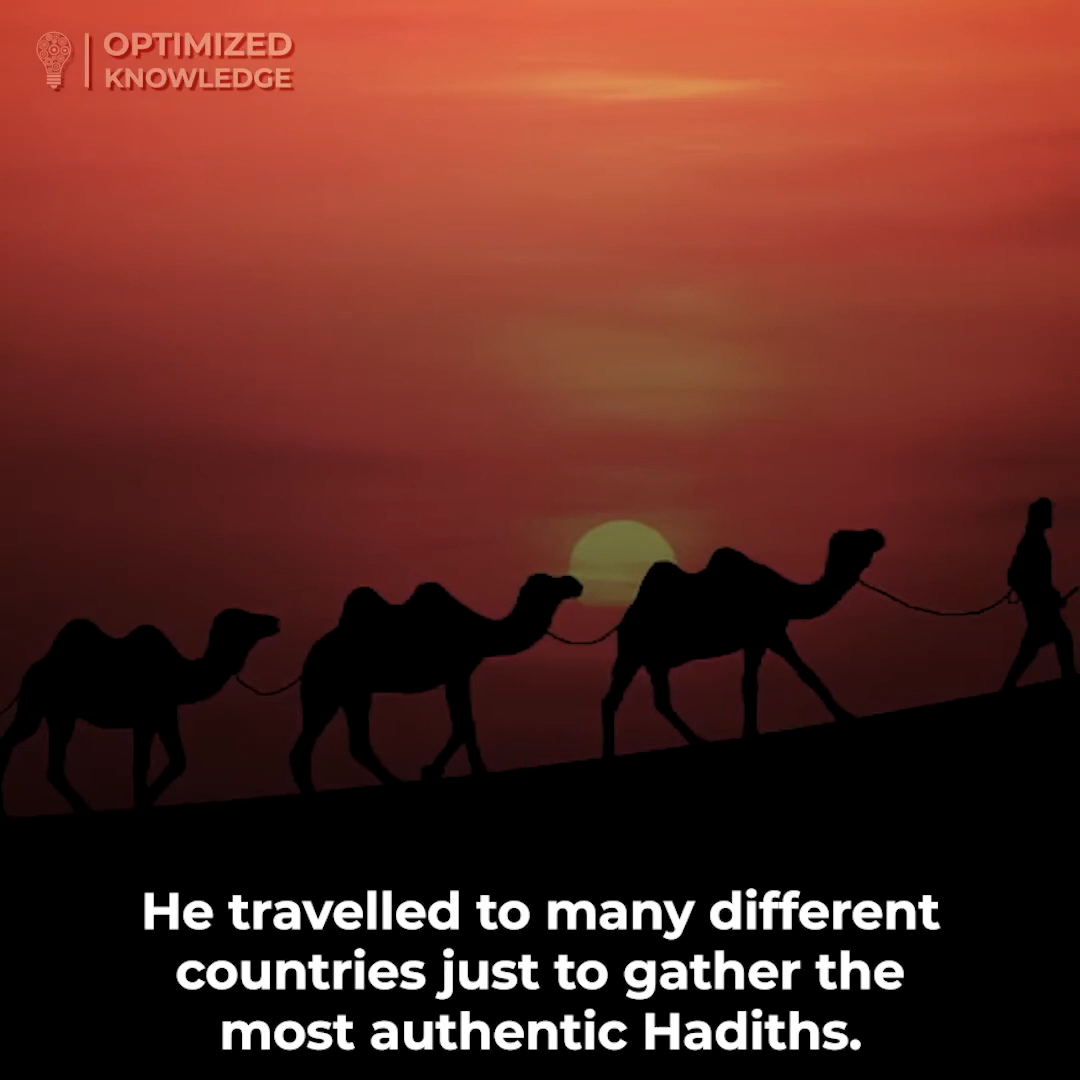 OPTIMIZED
KNOWLEDGE
He travelled to many different
countries just to gather the
most authentic Hadiths.